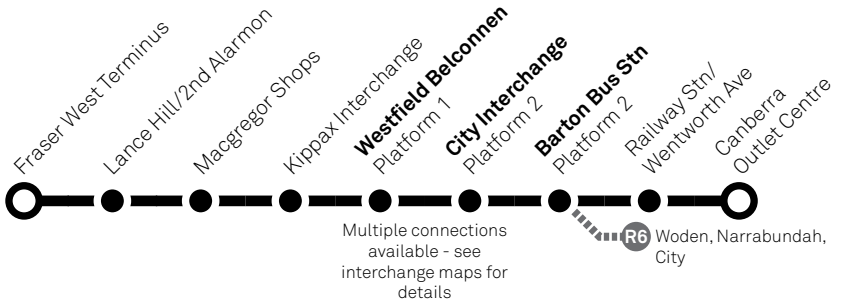 Fraser West Terminus
Lance Hill/2nd Alarmon
Macgregor Shops
Kippax Interchange
Westfield Belconnen
Platform 1
City Interchange
Platform 2
Barton Bus Stn
Platform 2
Railway Stn/
Wentworth Ave
Canberra
Outlet Centre
Multiple connections
available - see
interchange maps for
details
R6 Woden, Narrabundah,
City